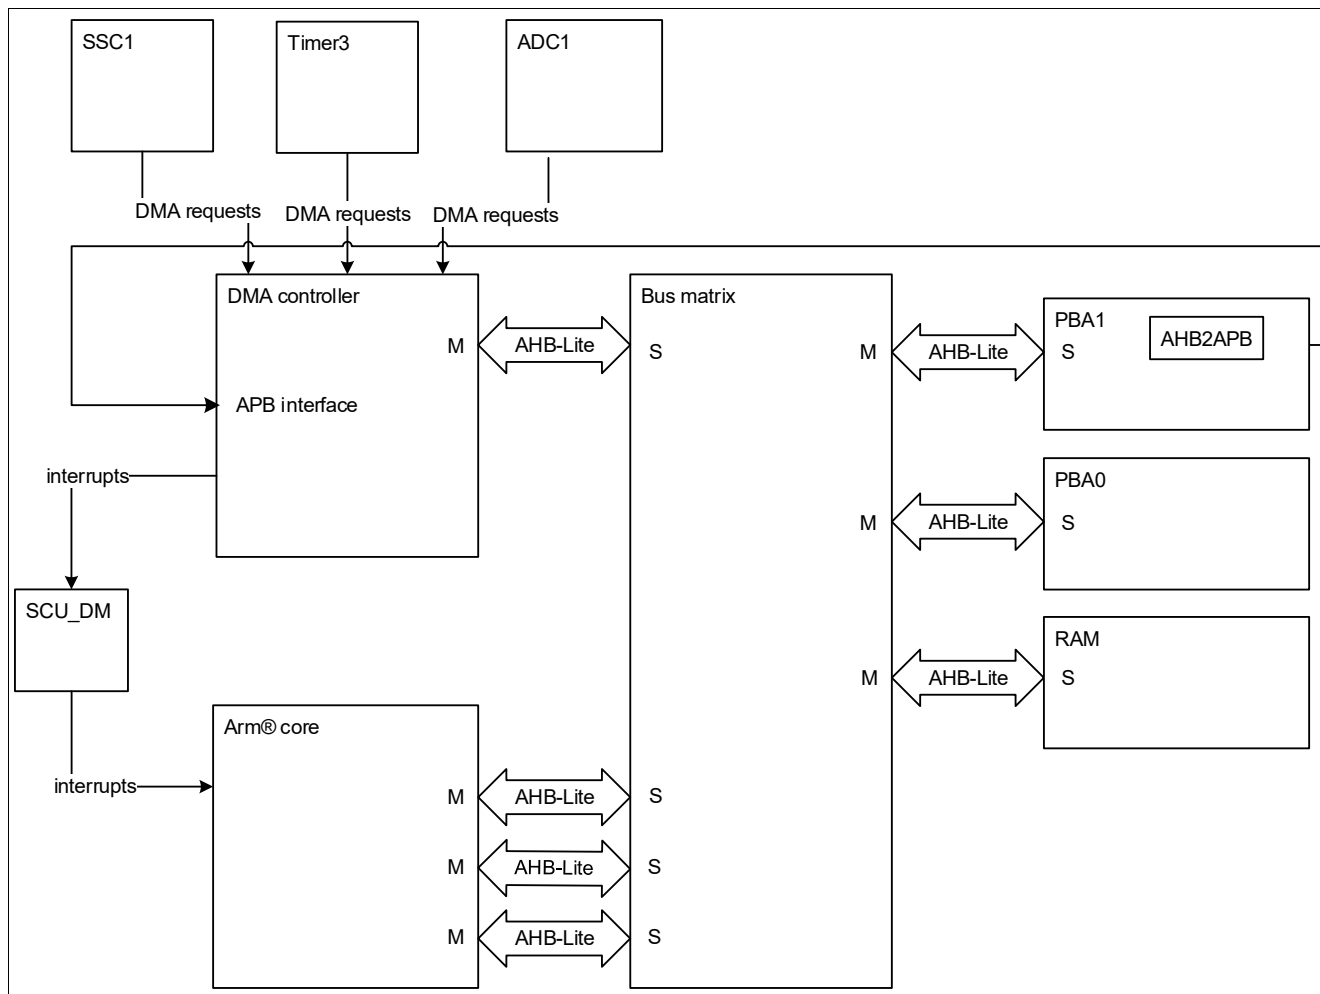 SSC1
Timer3
ADC1
DMA requests
DMA requests
DMA requests
DMA controller
M
AHB-Lite
APB interface
interrupts
Bus matrix
S
M
AHB-Lite
PBA1
S
AHB2APB
M
AHB-Lite
PBA0
S
M
AHB-Lite
RAM
S
SCU_DM
interrupts
Arm® core
M
AHB-Lite
S
M
AHB-Lite
S
M
AHB-Lite
S